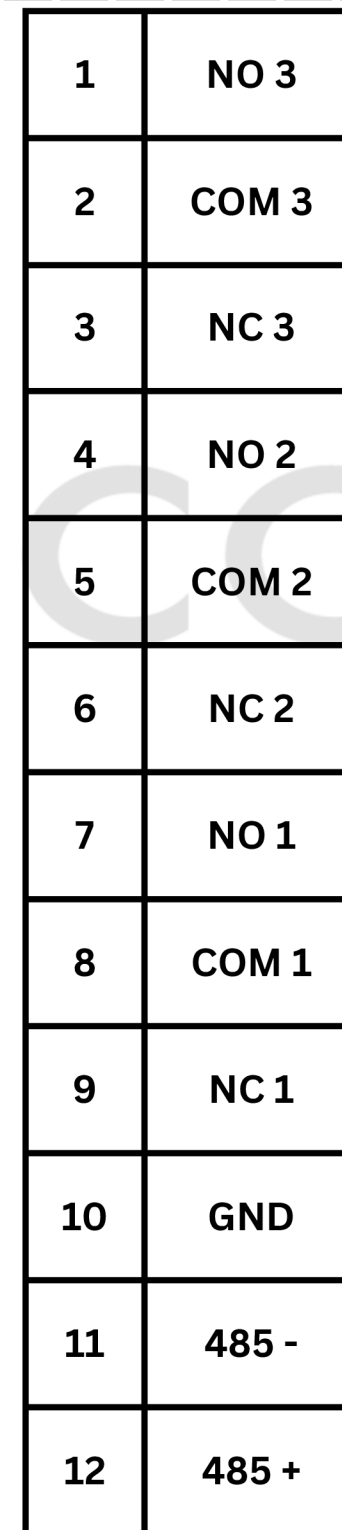 1 NO 3
2 COM 3
3 NC 3
4 NO 2
5 COM 2
6 NC 2
7 NO 1
8 COM 1
9 NC 1
10 GND
11 485 -
12 485 +